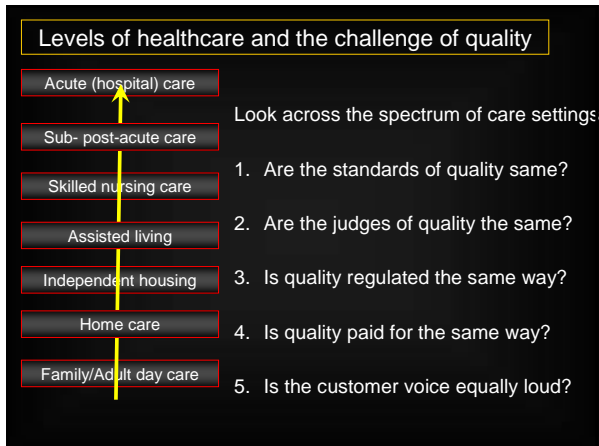 Levels of healthcare and the challenge of quality
Acute (hospital) care
Sub- post-acute care
Skilled nursing care
Assisted living
Independent housing
Home care
Family/Adult day care
Look across the spectrum of care settings
1. Are the standards of quality same?
2. Are the judges of quality the same?
3. Is quality regulated the same way?
4. Is quality paid for the same way?
5. Is the customer voice equally loud?